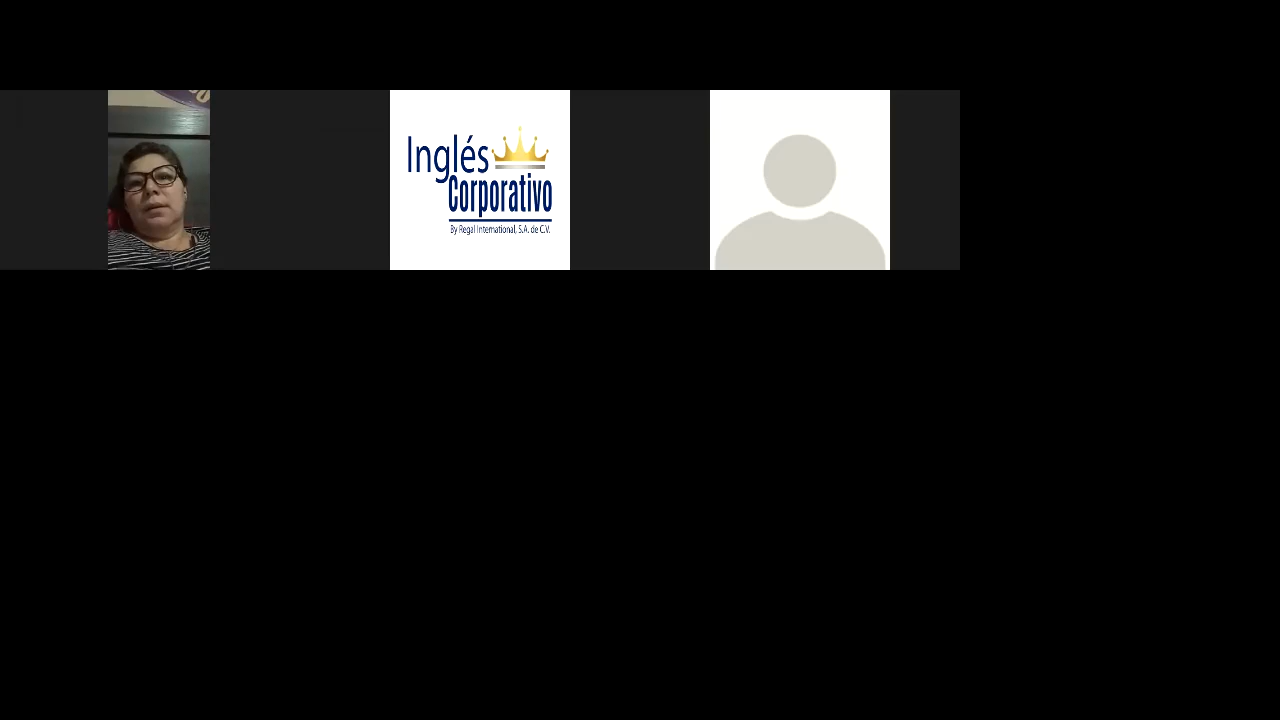 Inglés
Corporativo
By Regal International, S.A. de C.V.